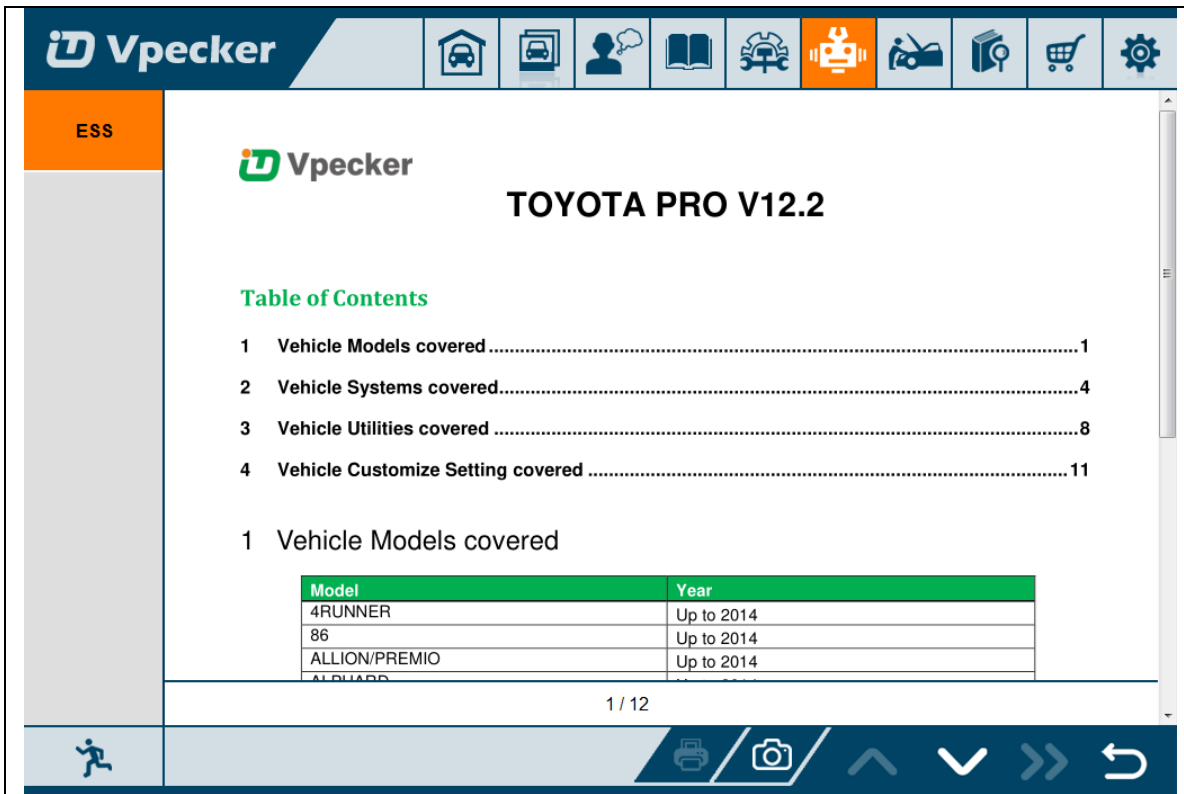 Vpecker
ESS
Vpecker
TOYOTA PRO V12.2
Table of Contents
1 Vehicle Models covered........................................................................................................................1
2 Vehicle Systems covered......................................................................................................................4
3 Vehicle Utilities covered .......................................................................................................................8
4 Vehicle Customize Setting covered ..................................................................................................11
1 Vehicle Models covered
Model Year
4RUNNER Up to 2014
86 Up to 2014
ALLION/PREMIO Up to 2014
1 / 12